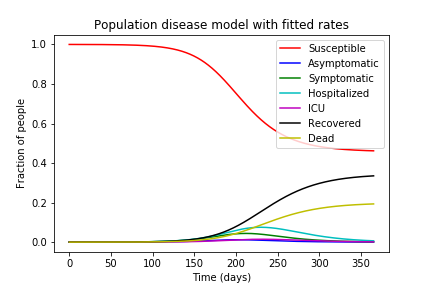 Population disease model with fitted rates
Fraction of people
1.0
0.8
0.6
0.4
0.2
0.0
Susceptible
Asymptomatic
Symptomatic
Hospitalized
ICU
Recovered
Dead
0 50 100 150 200 250 300 350
Time (days)